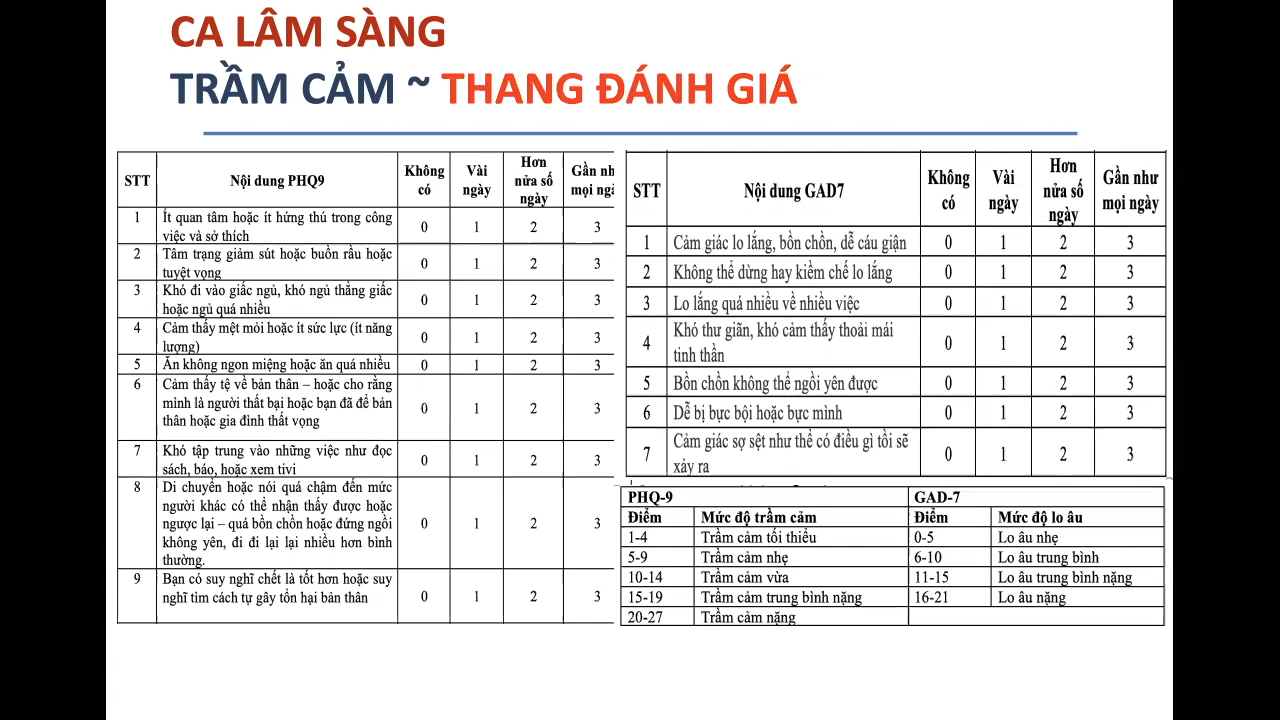 CA LÂM SÀNG
TRẦM CẢM ~ THANG ĐÁNH GIÁ
STT Nội dung PHQ9 Không có Vài ngày Hơn nửa số ngày Gần mọi
1 Ít quan tâm hoặc ít hứng thú trong công 0 1 2 3
việc và sở thích
2 Tâm trạng giảm sút hoặc buồn rầu hoặc 0 1 2 3
tuyệt vọng
3 Khó đi vào giấc ngủ, khó ngủ thẳng giấc 0 1 2 3
hoặc ngủ quá nhiều
4 Cảm thấy mệt mỏi hoặc ít sức lực (ít năng 0 1 2 3
lượng)
5 Ăn không ngon miệng hoặc ăn quá nhiều 0 1 2 3
6 Cảm thấy tệ về bản thân – hoặc cho rằng 0 1 2 3
mình là người thất bại hoặc bạn đã để bản
thân hoặc gia đình thất vọng
7 Khó tập trung vào những việc như đọc 0 1 2 3
sách, báo, hoặc xem tivi
8 Di chuyển hoặc nói quá chậm đến mức 0 1 2 3
người khác có thể nhận thấy được hoặc
ngược lại – quá bồn chồn hoặc đứng ngồi
không yên, đi đi lại lại nhiều hơn bình
thường.
9 Bạn có suy nghĩ chết là tốt hơn hoặc suy 0 1 2 3
nghĩ tìm cách tự gây tổn hại bản thân
STT Nội dung GAD7 Không có Vài ngày Hơn nửa số ngày Gần như mọi ngày
1 Cảm giác lo lắng, bồn chồn, dễ cáu giận 0 1 2 3
2 Không thể dừng hay kiềm chế lo lắng 0 1 2 3
3 Lo lắng quá nhiều về nhiều việc 0 1 2 3
4 Khó thư giãn, khó cảm thấy thoải mái 0 1 2 3
tinh thần
5 Bồn chồn không thể ngồi yên được 0 1 2 3
6 Dễ bị bực bội hoặc bực mình 0 1 2 3
7 Cảm giác sợ sệt như thể có điều gì tồi sẽ 0 1 2 3
xảy ra
PHQ-9 GAD-7
Điểm Mức độ trầm cảm Điểm Mức độ lo âu
1-4 Trầm cảm tối thiểu 0-5 Lo âu nhẹ
5-9 Trầm cảm nhẹ 6-10 Lo âu trung bình
10-14 Trầm cảm vừa 11-15 Lo âu trung bình nặng
15-19 Trầm cảm trung bình nặng 16-21 Lo âu nặng
20-27 Trầm cảm nặng